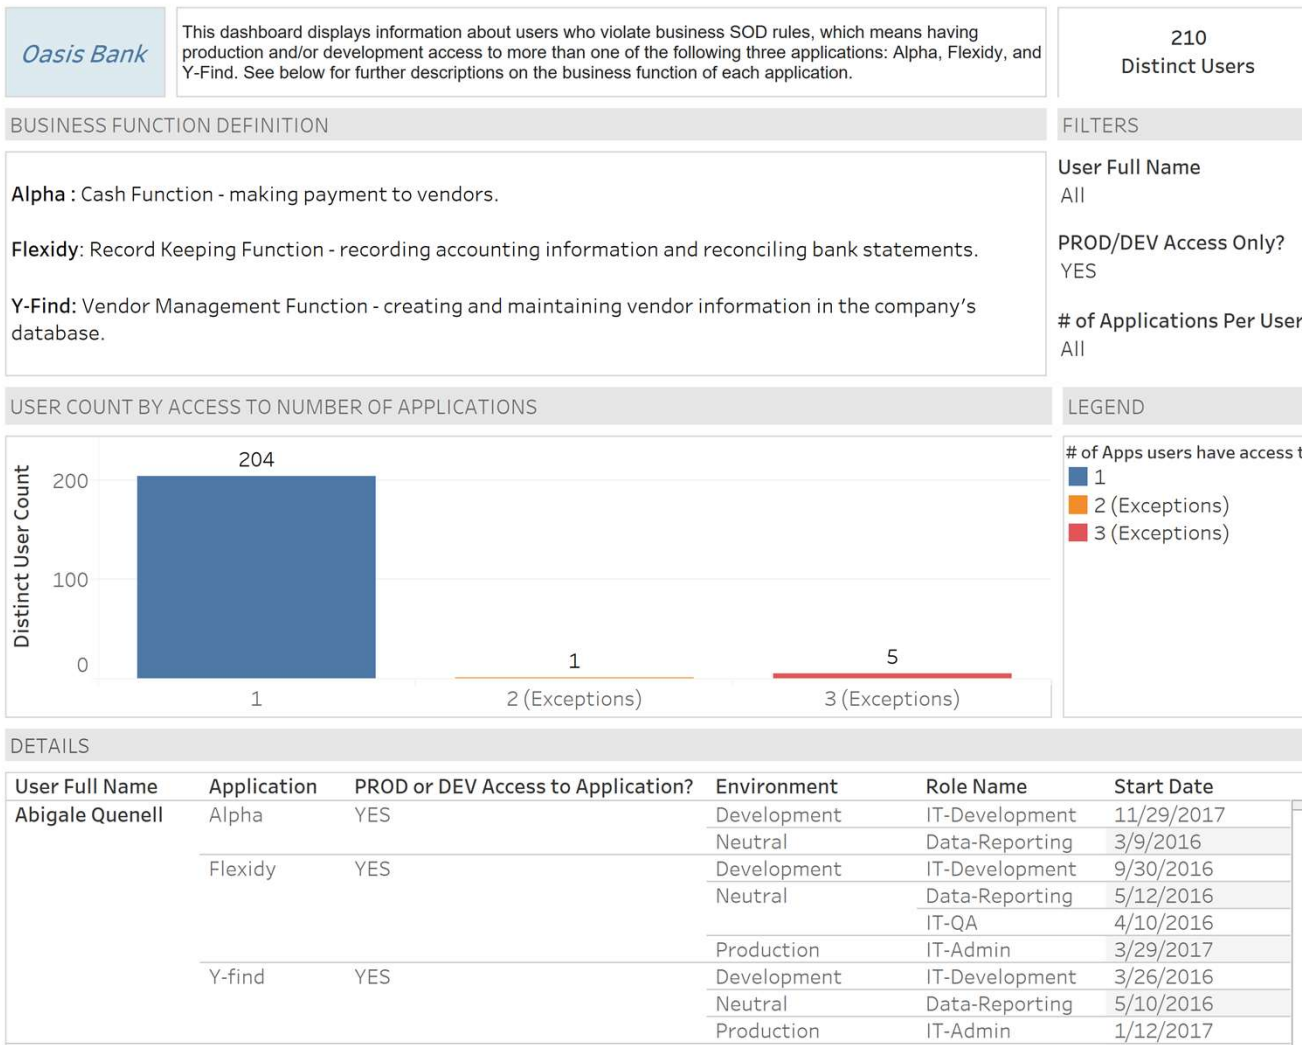 Oasis Bank
This dashboard displays information about users who violate business SOD rules, which means having
production and/or development access to more than one of the following three applications: Alpha, Flexidy, and
Y-Find. See below for further descriptions on the business function of each application.
210
Distinct Users
BUSINESS FUNCTION DEFINITION
FILTERS
Alpha : Cash Function - making payment to vendors.
Flexidy: Record Keeping Function - recording accounting information and reconciling bank statements.
Y-Find: Vendor Management Function - creating and maintaining vendor information in the company's
database.
User Full Name
All
PROD/DEV Access Only?
YES
# of Applications Per User
All
USER COUNT BY ACCESS TO NUMBER OF APPLICATIONS
LEGEND
Distinct User Count
200
100
0
204
1
5
1
2 (Exceptions)
3 (Exceptions)
# of Apps users have access t
1
2 (Exceptions)
3 (Exceptions)
DETAILS
User Full Name Application PROD or DEV Access to Application? Environment Role Name Start Date
Abigale Quenell Alpha YES Development IT-Development 11/29/2017
Neutral Data-Reporting 3/9/2016
Flexidy YES Development IT-Development 9/30/2016
Neutral Data-Reporting 5/12/2016
IT-QA 4/10/2016
Production IT-Admin 3/29/2017
Y-find YES Development IT-Development 3/26/2016
Neutral Data-Reporting 5/10/2016
Production IT-Admin 1/12/2017